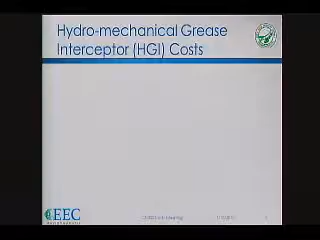 Hydro-mechanical Grease
Interceptor (HGI) Costs
EEC